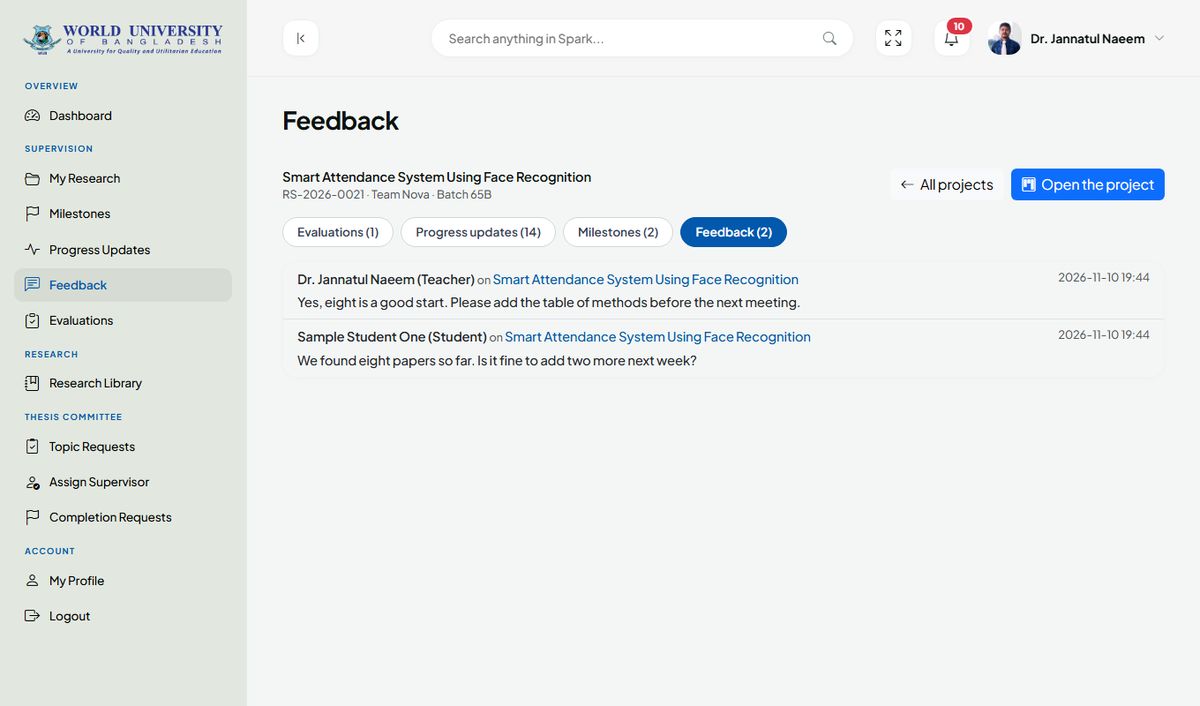 WORLD UNIVERSITY
OF BANGLADESH
A University for Quality and Utilitarian Education
OVERVIEW
Dashboard
SUPERVISION
My Research
Milestones
Progress Updates
Feedback
Evaluations
RESEARCH
Research Library
THESIS COMMITTEE
Topic Requests
Assign Supervisor
Completion Requests
ACCOUNT
My Profile
Logout
Search anything in Spark...
10
Dr. Jannatul Naeem
Feedback
Smart Attendance System Using Face Recognition
RS-2026-0021 · Team Nova · Batch 65B
← All projects
Open the project
Evaluations (1)
Progress updates (14)
Milestones (2)
Feedback (2)
Dr. Jannatul Naeem (Teacher) on Smart Attendance System Using Face Recognition 2026-11-10 19:44
Yes, eight is a good start. Please add the table of methods before the next meeting.
Sample Student One (Student) on Smart Attendance System Using Face Recognition 2026-11-10 19:44
We found eight papers so far. Is it fine to add two more next week?